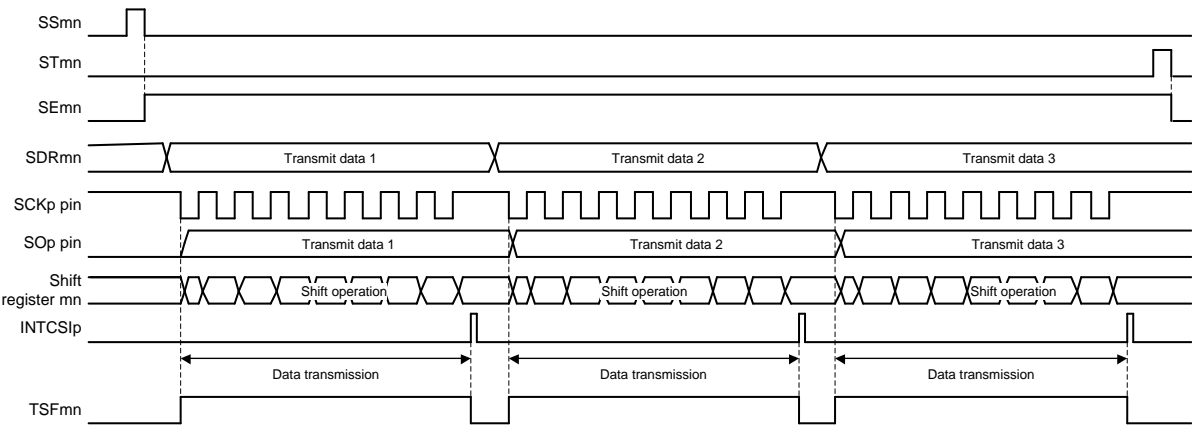 SSmn
STmn
SEmn
SDRmn
Transmit data 1
Transmit data 2
Transmit data 3
SCKp pin
SOp pin
Transmit data 1
Transmit data 2
Transmit data 3
Shift
register mn
Shift operation
Shift operation
Shift operation
INTCSIp
Data transmission
Data transmission
Data transmission
TSFmn